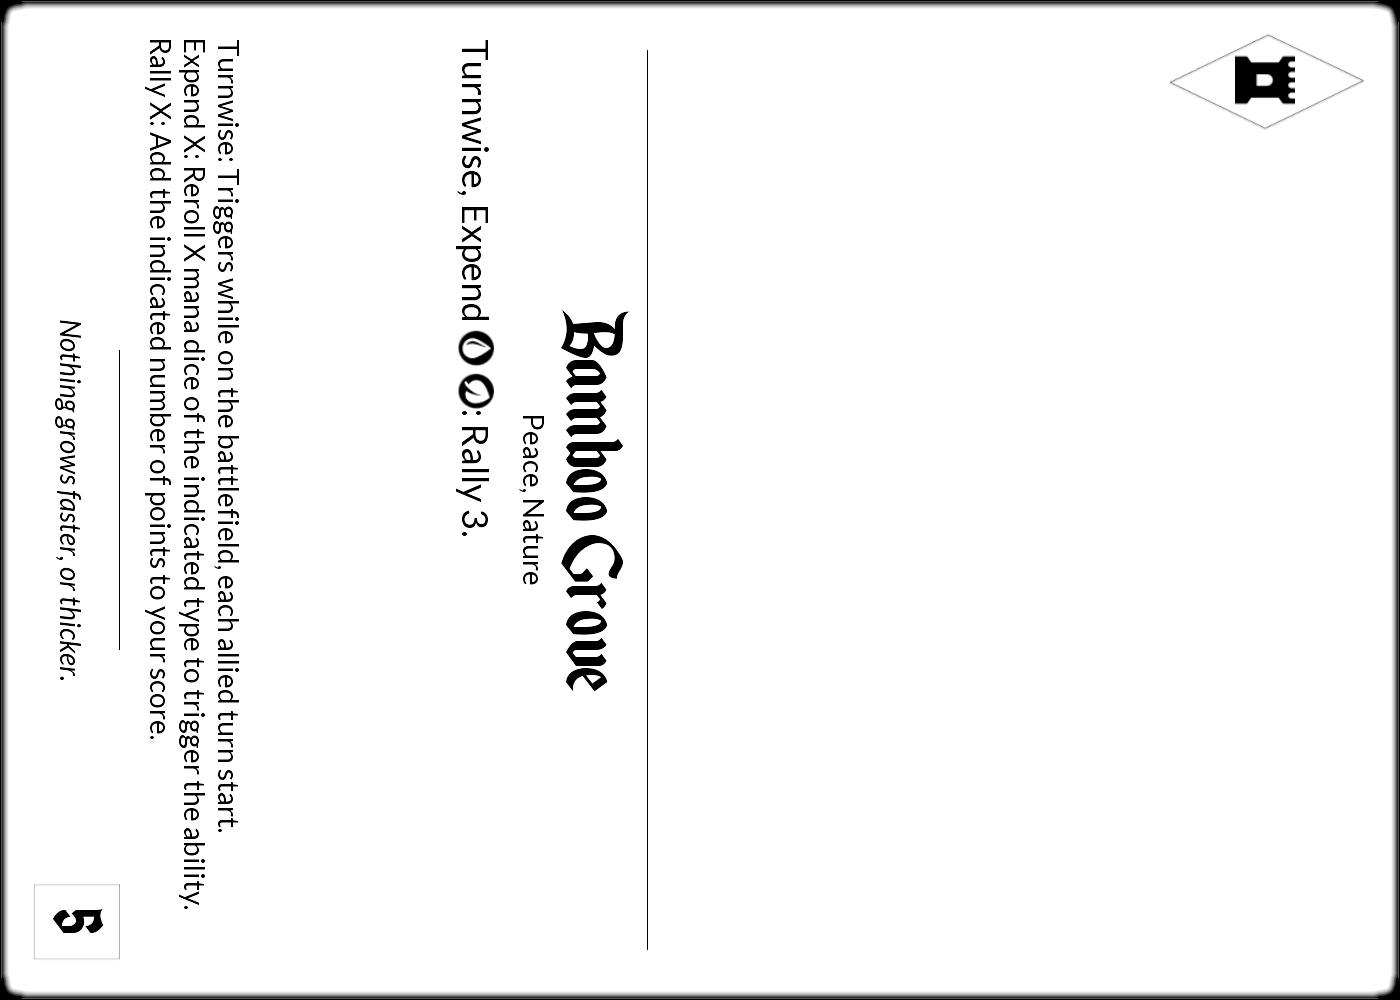 Bamboo Grove
Peace, Nature
Turnwise, Expend : Rally 3.
Turnwise: Triggers while on the battlefield, each allied turn start.
Expend X: Reroll X mana dice of the indicated type to trigger the ability.
Rally X: Add the indicated number of points to your score.
Nothing grows faster, or thicker.
5